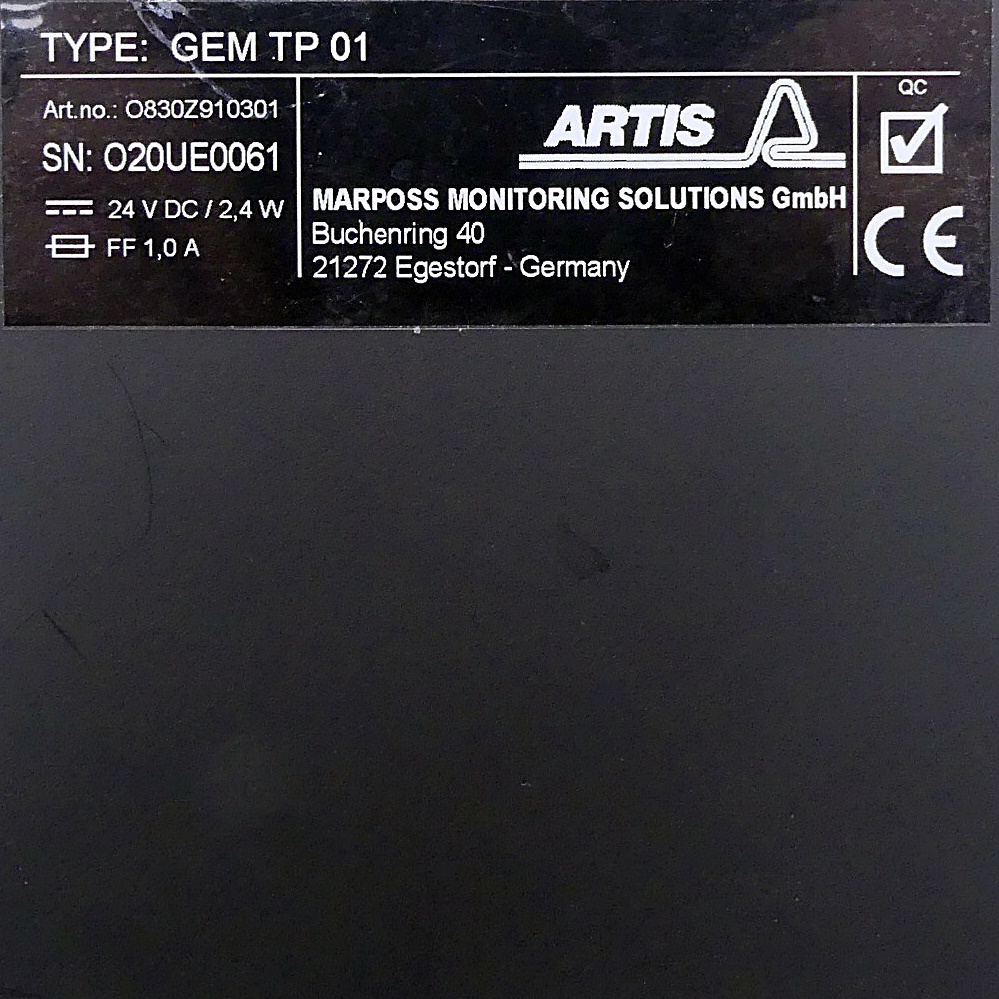 TYPE: GEM TP 01
Art.no.: O830Z910301
SN: O20UE0061
24 V DC / 2,4 W
FF 1,0 A
ARTIS
MARPOSS MONITORING SOLUTIONS GmbH
Buchenring 40
21272 Egestorf - Germany
QC
CE